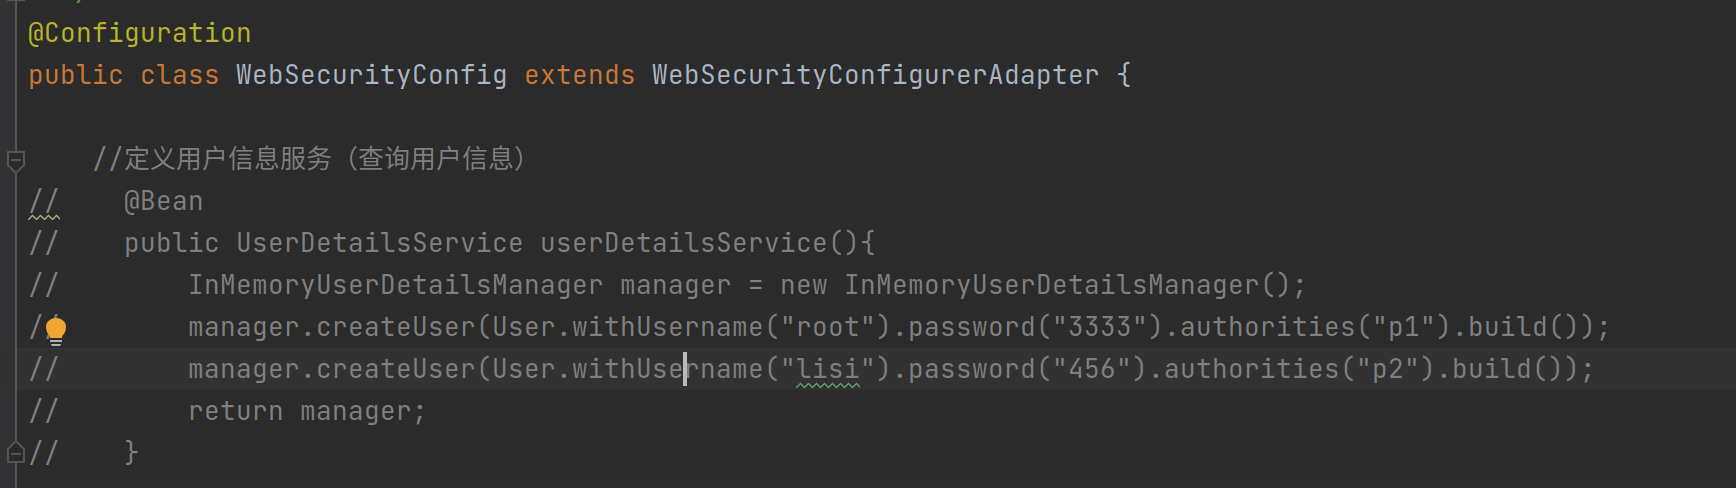 @Configuration
public class WebSecurityConfig extends WebSecurityConfigurerAdapter {
//定义用户信息服务（查询用户信息）
//    @Bean
//    public UserDetailsService userDetailsService(){
//        InMemoryUserDetailsManager manager = new InMemoryUserDetailsManager();
//        manager.createUser(User.withUsername("root").password("3333").authorities("p1").build());
//        manager.createUser(User.withUsername("lisi").password("456").authorities("p2").build());
//        return manager;
//    }